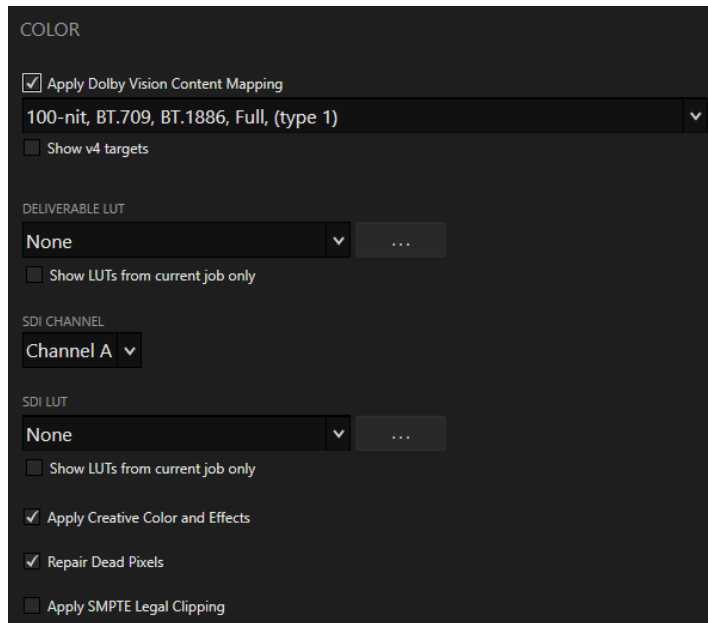 COLOR
Apply Dolby Vision Content Mapping
100-nit, BT.709, BT.1886, Full, (type 1)
Show v4 targets
DELIVERABLE LUT
None
...
Show LUTs from current job only
SDI CHANNEL
Channel A
SDI LUT
None
...
Show LUTs from current job only
Apply Creative Color and Effects
Repair Dead Pixels
Apply SMPTE Legal Clipping